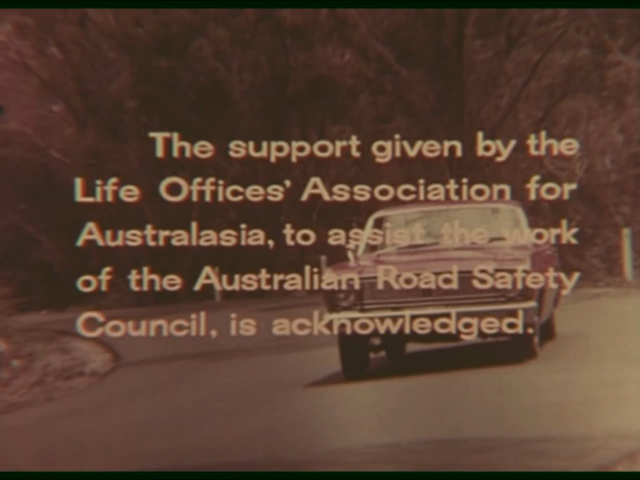 The support given by the
Life Offices' Association for
Australasia, to assist the work
of the Australian Road Safety
Council, is acknowledged.